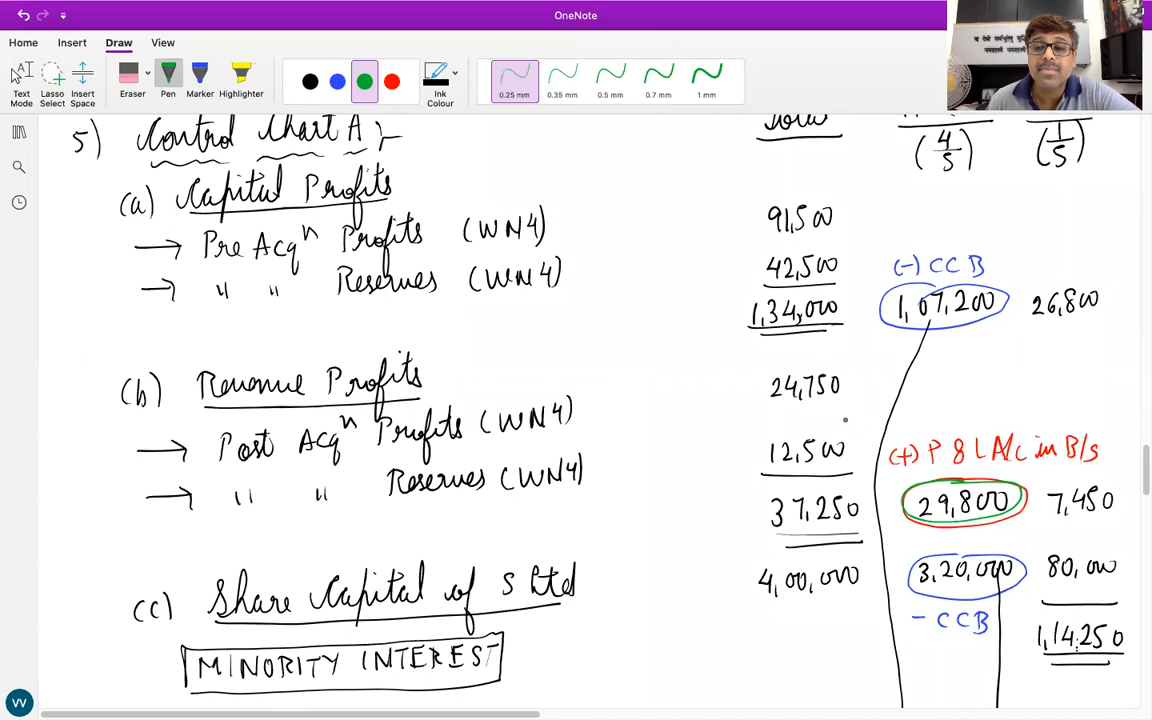 OneNote
Home Insert Draw View
Text Mode
Lasso Select
Insert Space
Eraser
Pen
Marker
Highlighter
Ink Colour
0.25 mm
0.35 mm
0.5 mm
0.7 mm
1 mm
5) Control Chart A :-
Total (4/5) (1/5)
(a) Capital Profits
→ Pre Acqⁿ Profits (WN4) 91,500
→ " " Reserves (WN4) 42,500 (-) CCB
1,34,000 1,07,200 26,800
(b) Revenue Profits 24,750
→ Post Acqⁿ Profits (WN4) 12,500 (+) P & L A/c in B/s
→ " " Reserves (WN4) 37,250 29,800 7,450
(c) Share Capital of S Ltd 4,00,000 3,20,000 80,000
- CCB
MINORITY INTEREST 1,14,250
VV